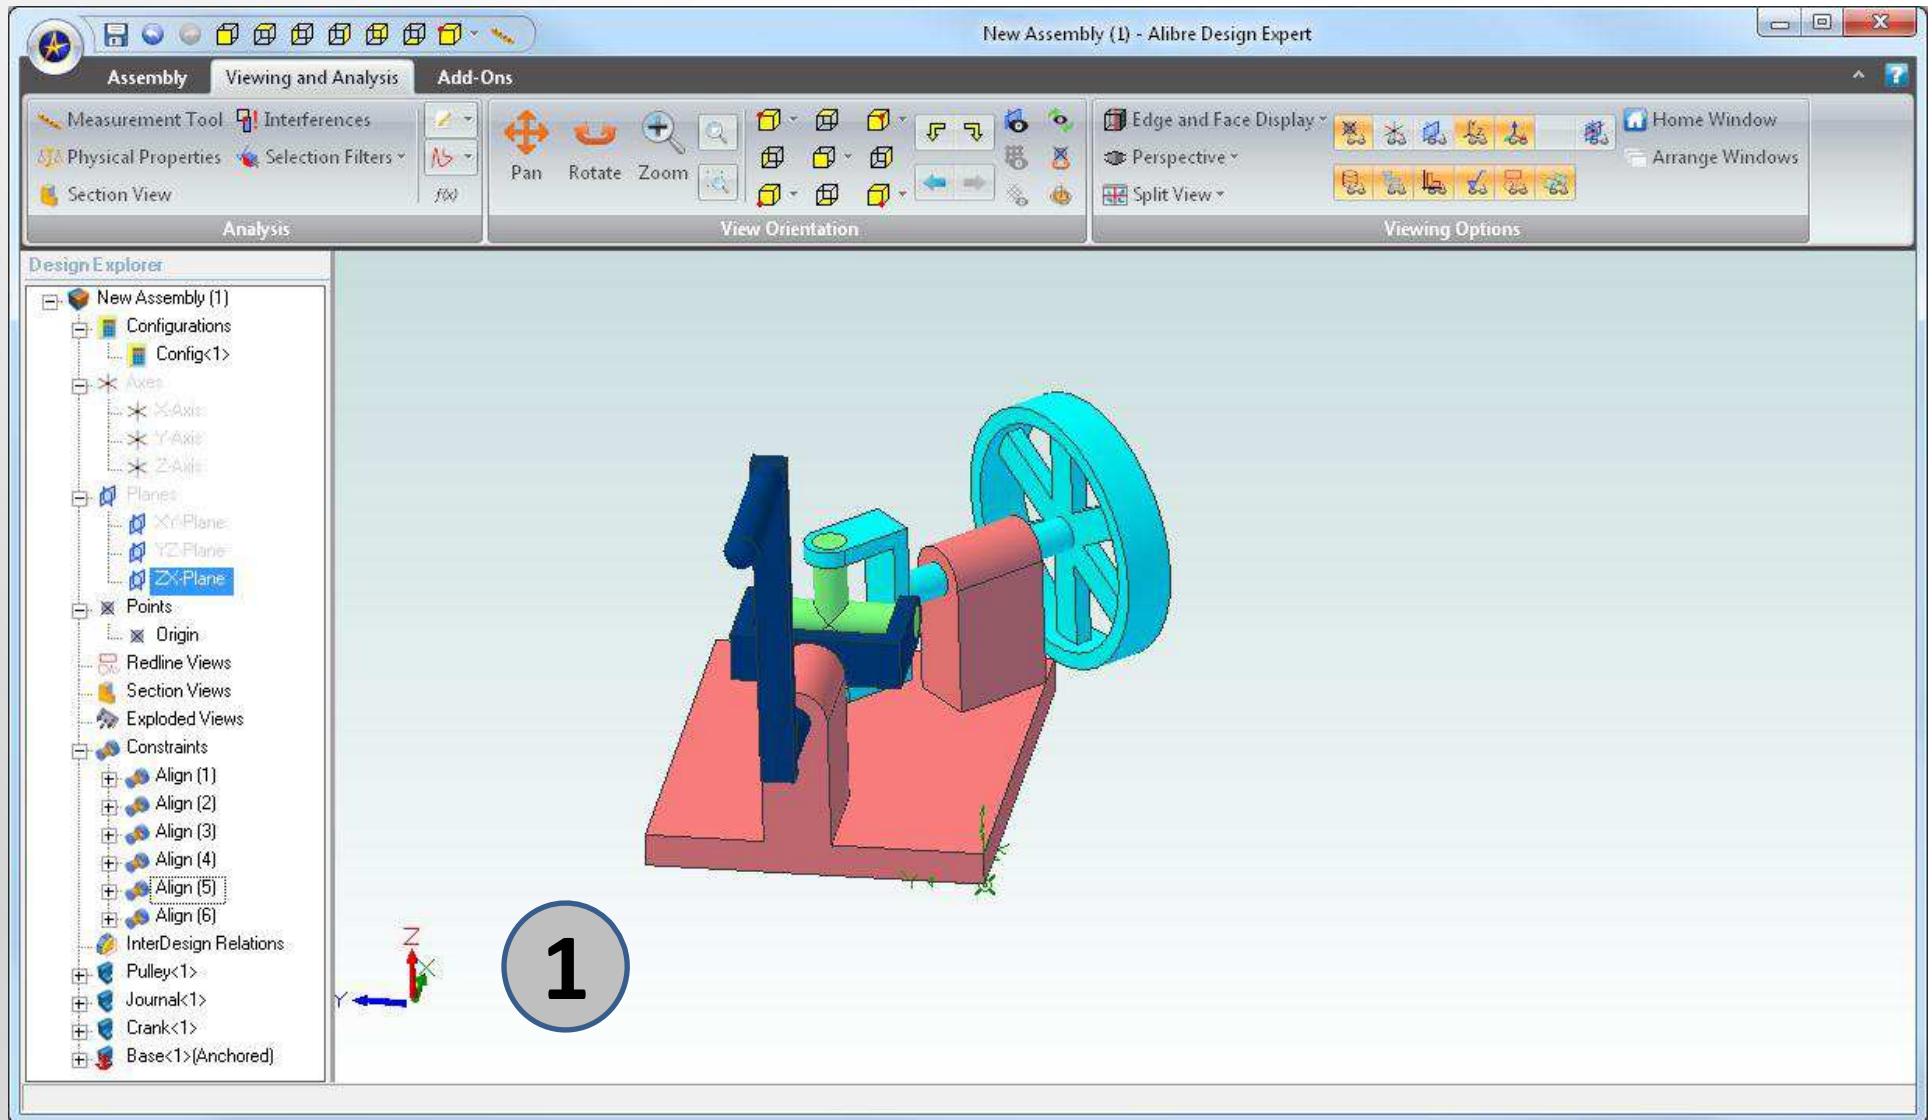 New Assembly (1) - Alibre Design Expert
Assembly Viewing and Analysis Add-Ons
Measurement Tool Interferences
Physical Properties Selection Filters
Section View f(x)
Analysis
Pan Rotate Zoom
View Orientation
Edge and Face Display Home Window
Perspective Arrange Windows
Split View
Viewing Options
Design Explorer
New Assembly (1)
Configurations
Config<1>
Axes
X-Axis
Y-Axis
Z-Axis
Planes
XY-Plane
YZ-Plane
ZX-Plane
Points
Origin
Redline Views
Section Views
Exploded Views
Constraints
Align (1)
Align (2)
Align (3)
Align (4)
Align (5)
Align (6)
InterDesign Relations
Pulley<1>
Journal<1>
Crank<1>
Base<1>(Anchored)
Z
X
Y
1
Y
X